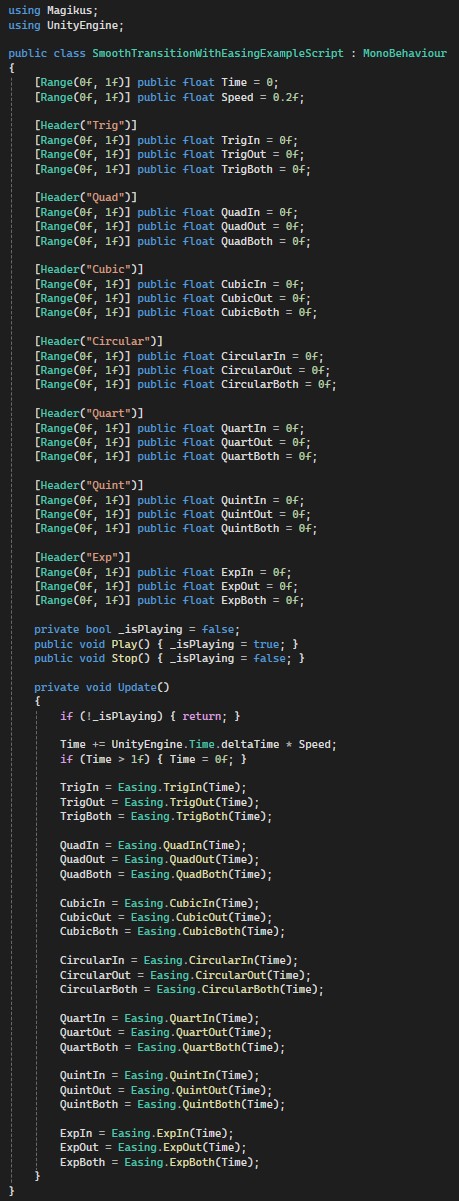 using Magikus;
using UnityEngine;
public class SmoothTransitionWithEasingExampleScript : MonoBehaviour
{
[Range(0f, 1f)] public float Time = 0;
[Range(0f, 1f)] public float Speed = 0.2f;
[Header("Trig")]
[Range(0f, 1f)] public float TrigIn = 0f;
[Range(0f, 1f)] public float TrigOut = 0f;
[Range(0f, 1f)] public float TrigBoth = 0f;
[Header("Quad")]
[Range(0f, 1f)] public float QuadIn = 0f;
[Range(0f, 1f)] public float QuadOut = 0f;
[Range(0f, 1f)] public float QuadBoth = 0f;
[Header("Cubic")]
[Range(0f, 1f)] public float CubicIn = 0f;
[Range(0f, 1f)] public float CubicOut = 0f;
[Range(0f, 1f)] public float CubicBoth = 0f;
[Header("Circular")]
[Range(0f, 1f)] public float CircularIn = 0f;
[Range(0f, 1f)] public float CircularOut = 0f;
[Range(0f, 1f)] public float CircularBoth = 0f;
[Header("Quart")]
[Range(0f, 1f)] public float QuartIn = 0f;
[Range(0f, 1f)] public float QuartOut = 0f;
[Range(0f, 1f)] public float QuartBoth = 0f;
[Header("Quint")]
[Range(0f, 1f)] public float QuintIn = 0f;
[Range(0f, 1f)] public float QuintOut = 0f;
[Range(0f, 1f)] public float QuintBoth = 0f;
[Header("Exp")]
[Range(0f, 1f)] public float ExpIn = 0f;
[Range(0f, 1f)] public float ExpOut = 0f;
[Range(0f, 1f)] public float ExpBoth = 0f;
private bool _isPlaying = false;
public void Play() { _isPlaying = true; }
public void Stop() { _isPlaying = false; }
private void Update()
{
if (!_isPlaying) { return; }
Time += UnityEngine.Time.deltaTime * Speed;
if (Time > 1f) { Time = 0f; }
TrigIn = Easing.TrigIn(Time);
TrigOut = Easing.TrigOut(Time);
TrigBoth = Easing.TrigBoth(Time);
QuadIn = Easing.QuadIn(Time);
QuadOut = Easing.QuadOut(Time);
QuadBoth = Easing.QuadBoth(Time);
CubicIn = Easing.CubicIn(Time);
CubicOut = Easing.CubicOut(Time);
CubicBoth = Easing.CubicBoth(Time);
CircularIn = Easing.CircularIn(Time);
CircularOut = Easing.CircularOut(Time);
CircularBoth = Easing.CircularBoth(Time);
QuartIn = Easing.QuartIn(Time);
QuartOut = Easing.QuartOut(Time);
QuartBoth = Easing.QuartBoth(Time);
QuintIn = Easing.QuintIn(Time);
QuintOut = Easing.QuintOut(Time);
QuintBoth = Easing.QuintBoth(Time);
ExpIn = Easing.ExpIn(Time);
ExpOut = Easing.ExpOut(Time);
ExpBoth = Easing.ExpBoth(Time);
}
}